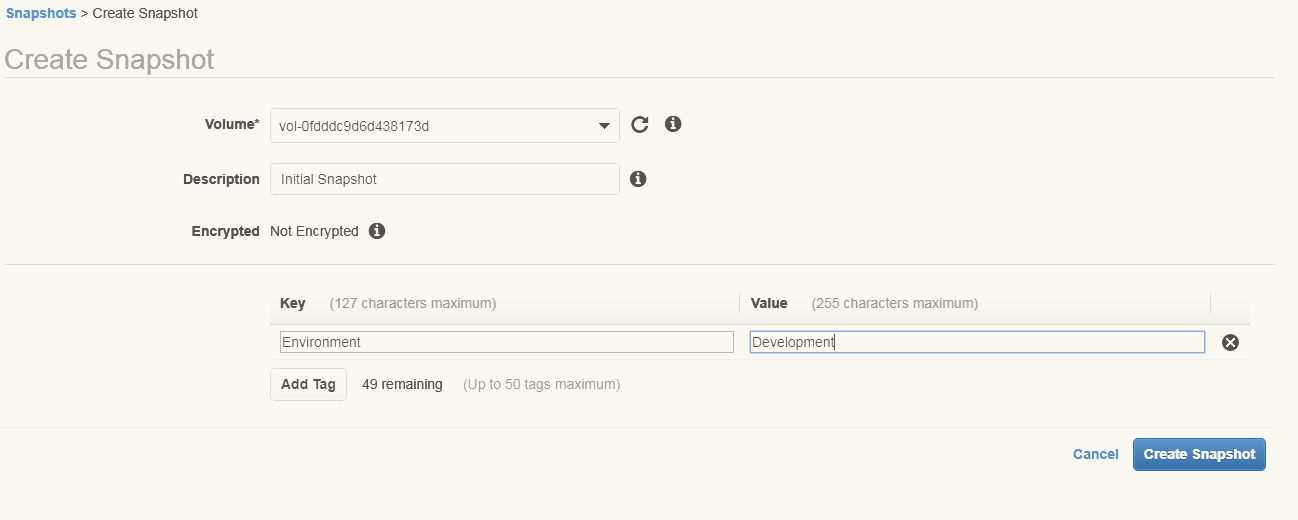 Snapshots > Create Snapshot
Create Snapshot
Volume* vol-0fdddc9d6d438173d
Description Initial Snapshot
Encrypted Not Encrypted
Key (127 characters maximum) Value (255 characters maximum)
Environment Development
Add Tag 49 remaining (Up to 50 tags maximum)
Cancel Create Snapshot